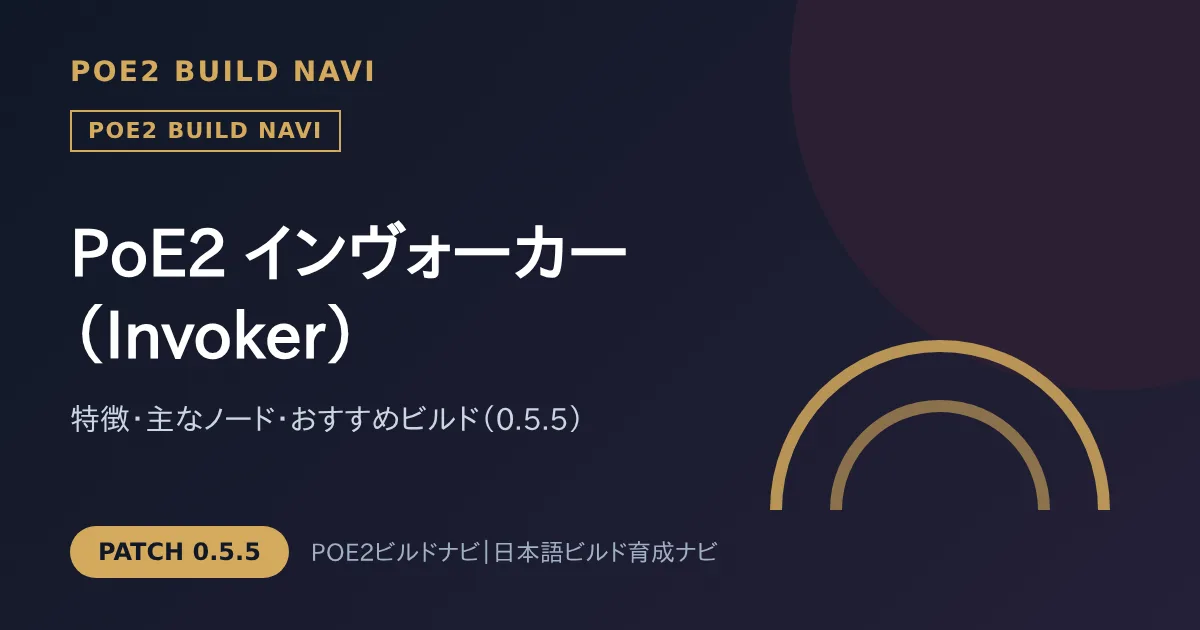 POE2 BUILD NAVI
POE2 BUILD NAVI
PoE2 インヴォーカー
（Invoker）
特徴・主なノード・おすすめビルド（0.5.5）
PATCH 0.5.5
POE2ビルドナビ|日本語ビルド育成ナビ